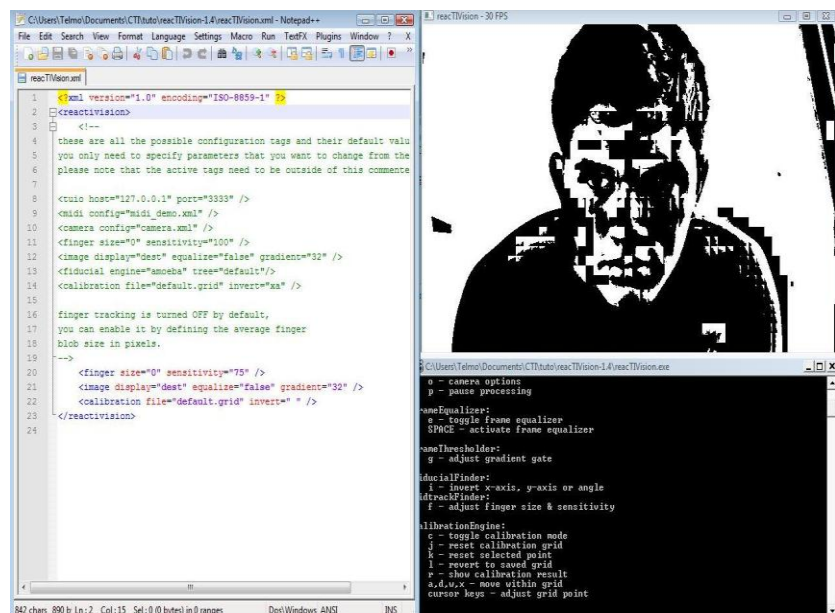 C:\Users\Telmo\Documents\CTI\tuto\reacTIVision-1.4\reacTIVision.xml - Notepad++
File Edit Search View Format Language Settings Macro Run TextFX Plugins Window ? X
reacTIVision.xml
1 <?xml version="1.0" encoding="ISO-8859-1" ?>
2 <reactivision>
3 <!--
4 these are all the possible configuration tags and their default valu
5 you only need to specify parameters that you want to change from the
6 please note that the active tags need to be outside of this commente
7
8 <tuio host="127.0.0.1" port="3333" />
9 <midi config="midi_demo.xml" />
10 <camera config="camera.xml" />
11 <finger size="0" sensitivity="100" />
12 <image display="dest" equalize="false" gradient="32" />
13 <fiducial engine="amoeba" tree="default"/>
14 <calibration file="default.grid" invert="xa" />
15
16 finger tracking is turned OFF by default,
17 you can enable it by defining the average finger
18 blob size in pixels.
19 -->
20 <finger size="0" sensitivity="75" />
21 <image display="dest" equalize="false" gradient="32" />
22 <calibration file="default.grid" invert=" " />
23 </reactivision>
24
842 chars 890 b Ln : 2 Col : 15 Sel : 0 (0 bytes) in 0 ranges Dos\Windows ANSI INS
reacTIVision - 30 FPS
C:\Users\Telmo\Documents\CTI\tuto\reacTIVision-1.4\reacTIVision.exe
o - camera options
p - pause processing
rameEqualizer:
e - toggle frame equalizer
SPACE - activate frame equalizer
rameThresholder:
g - adjust gradient gate
iducialFinder:
i - invert x-axis, y-axis or angle
idtrackFinder:
f - adjust finger size & sensitivity
alibrationEngine:
c - toggle calibration mode
j - reset calibration grid
k - reset selected point
l - revert to saved grid
r - show calibration result
a,d,w,x - move within grid
cursor keys - adjust grid point